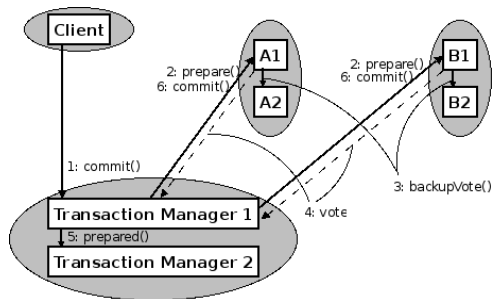 Client
A1
B1
2: prepare()
6: commit()
2: prepare()
6: commit()
A2
B2
1: commit()
3: backupVote()
4: vote
Transaction Manager 1
5: prepared()
Transaction Manager 2